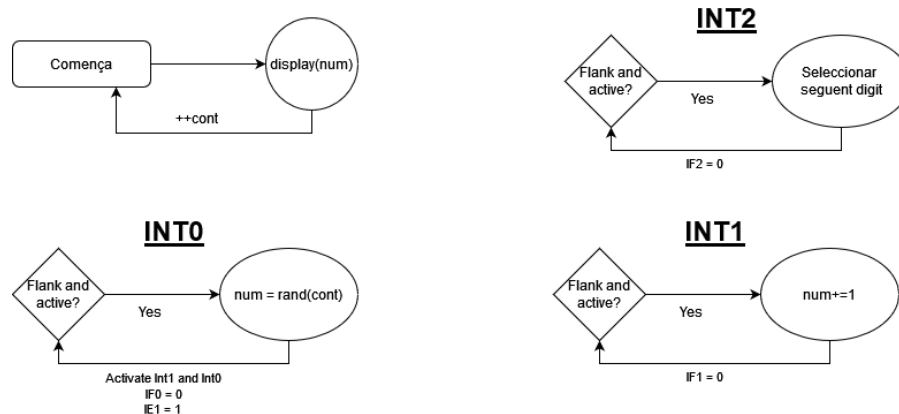 Comença
display(num)
++cont
INT2
Flank and
active?
Yes
Seleccionar
seguent digit
IF2 = 0
INT0
Flank and
active?
Yes
num = rand(cont)
Activate Int1 and Int0
IF0 = 0
IE1 = 1
INT1
Flank and
active?
Yes
num+=1
IF1 = 0